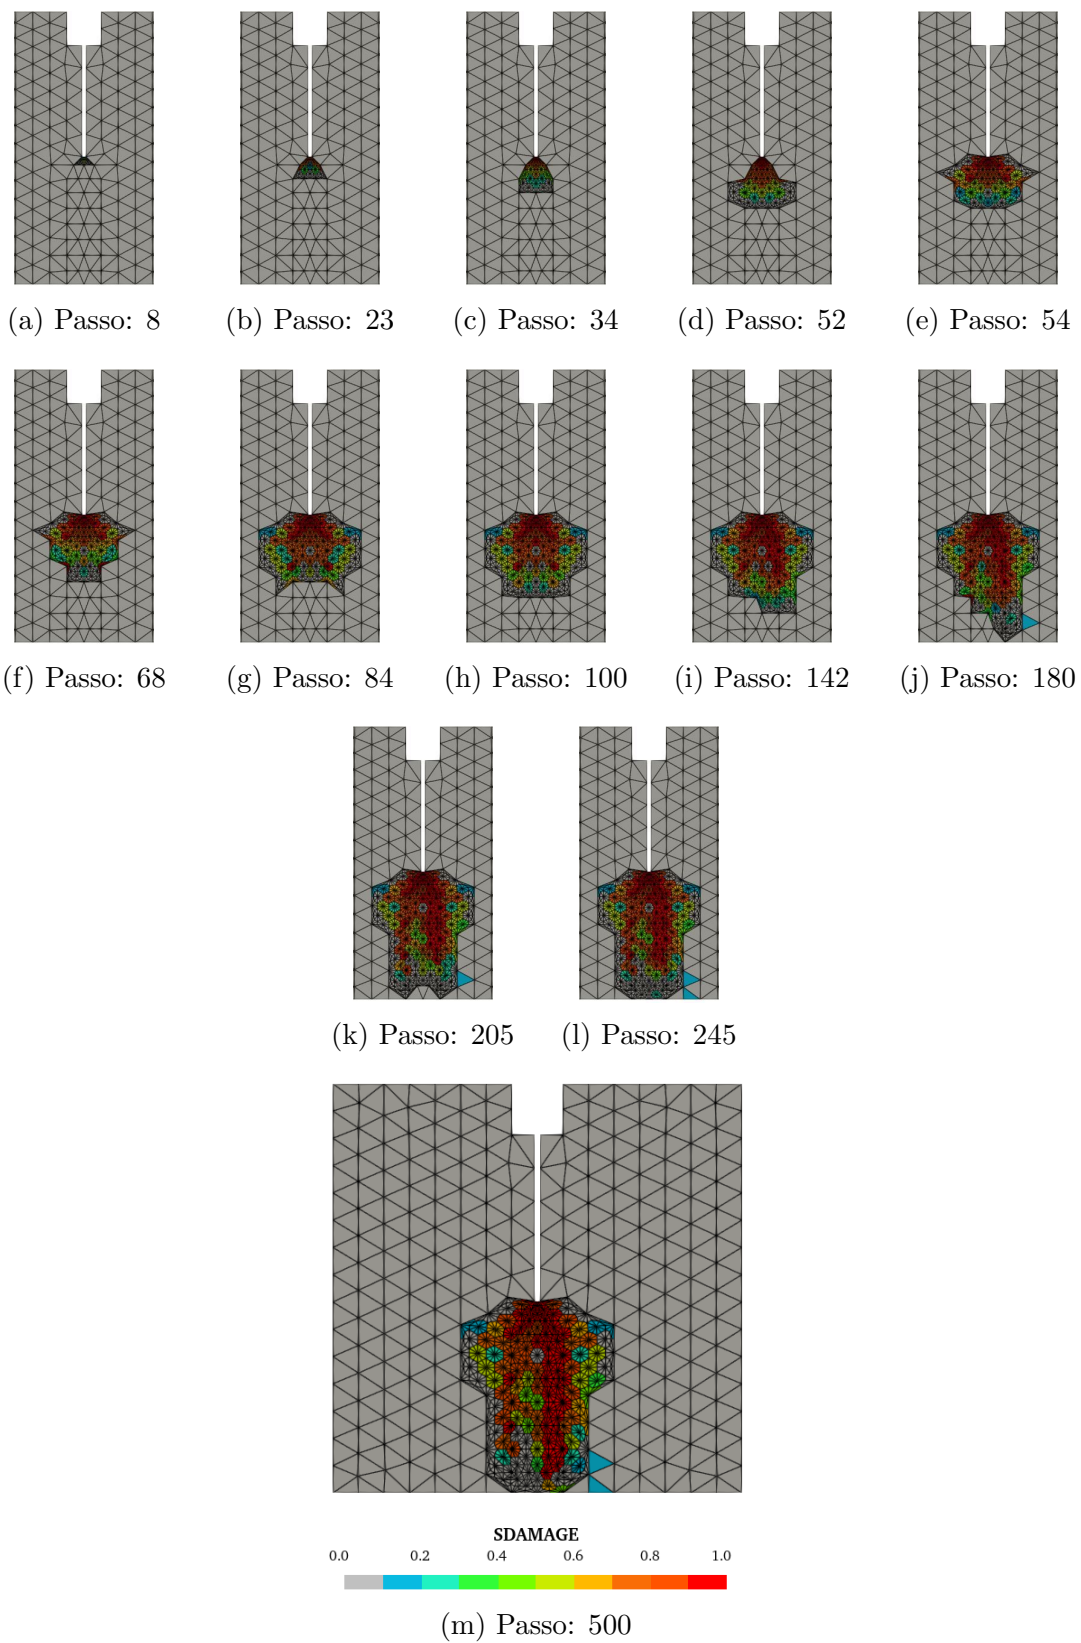 (a) Passo: 8 (b) Passo: 23 (c) Passo: 34 (d) Passo: 52 (e) Passo: 54
(f) Passo: 68 (g) Passo: 84 (h) Passo: 100 (i) Passo: 142 (j) Passo: 180
(k) Passo: 205 (l) Passo: 245
SDAMAGE
0.0 0.2 0.4 0.6 0.8 1.0
(m) Passo: 500